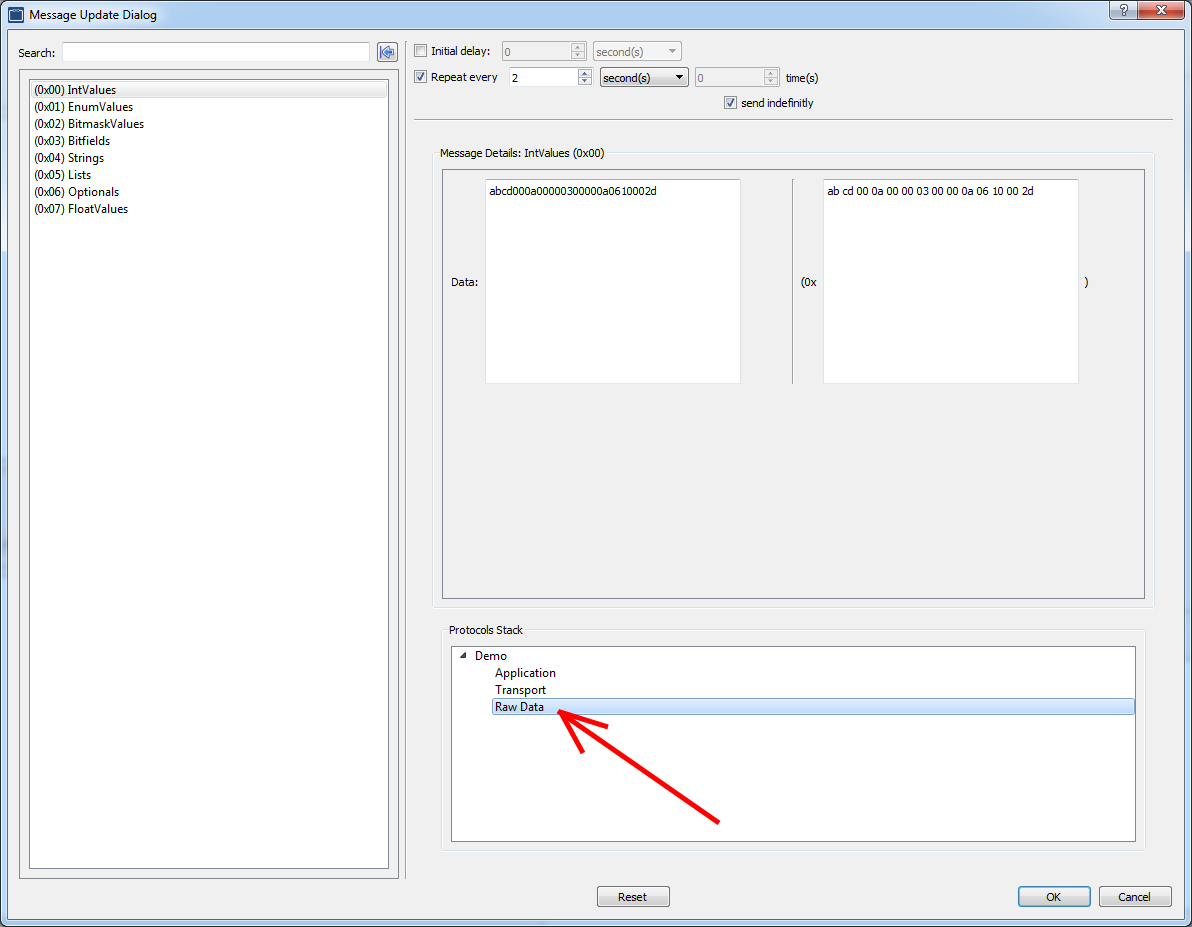 Message Update Dialog
?
Search:
(0x00) IntValues
(0x01) EnumValues
(0x02) BitmaskValues
(0x03) Bitfields
(0x04) Strings
(0x05) Lists
(0x06) Optionals
(0x07) FloatValues
Initial delay: 0 second(s)
Repeat every 2 second(s) 0 time(s)
send indefinitly
Message Details: IntValues (0x00)
abcd000a00000300000a0610002d
ab cd 00 0a 00 00 03 00 00 0a 06 10 00 2d
Data: (0x )
Protocols Stack
Demo
Application
Transport
Raw Data
Reset OK Cancel